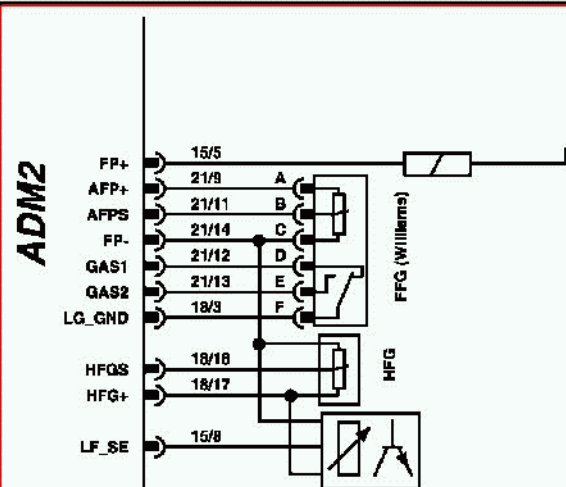 ADM2
FP+ 15/5
AFP+ 21/9 A
AFPS 21/11 B
FP- 21/14 C
GAS1 21/12 D
GAS2 21/13 E
LG_GND 18/3 F
FFG (Williams)
HFGS 18/18
HFG+ 18/17
HFG
LF_SE 15/8